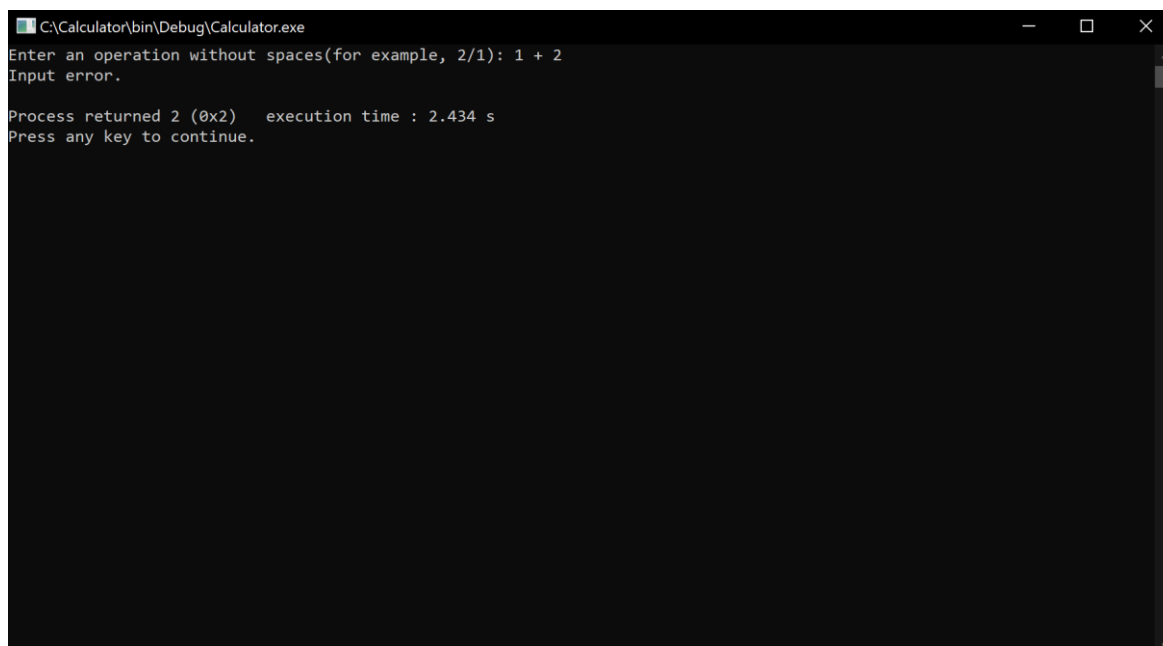 C:\Calculator\bin\Debug\Calculator.exe
Enter an operation without spaces(for example, 2/1): 1 + 2
Input error.
Process returned 2 (0x2)   execution time : 2.434 s
Press any key to continue.